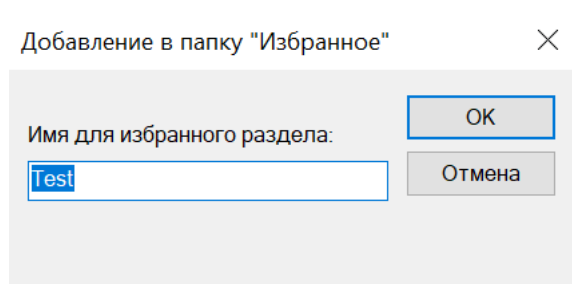 Добавление в папку "Избранное"
Имя для избранного раздела:
Test
OK
Отмена